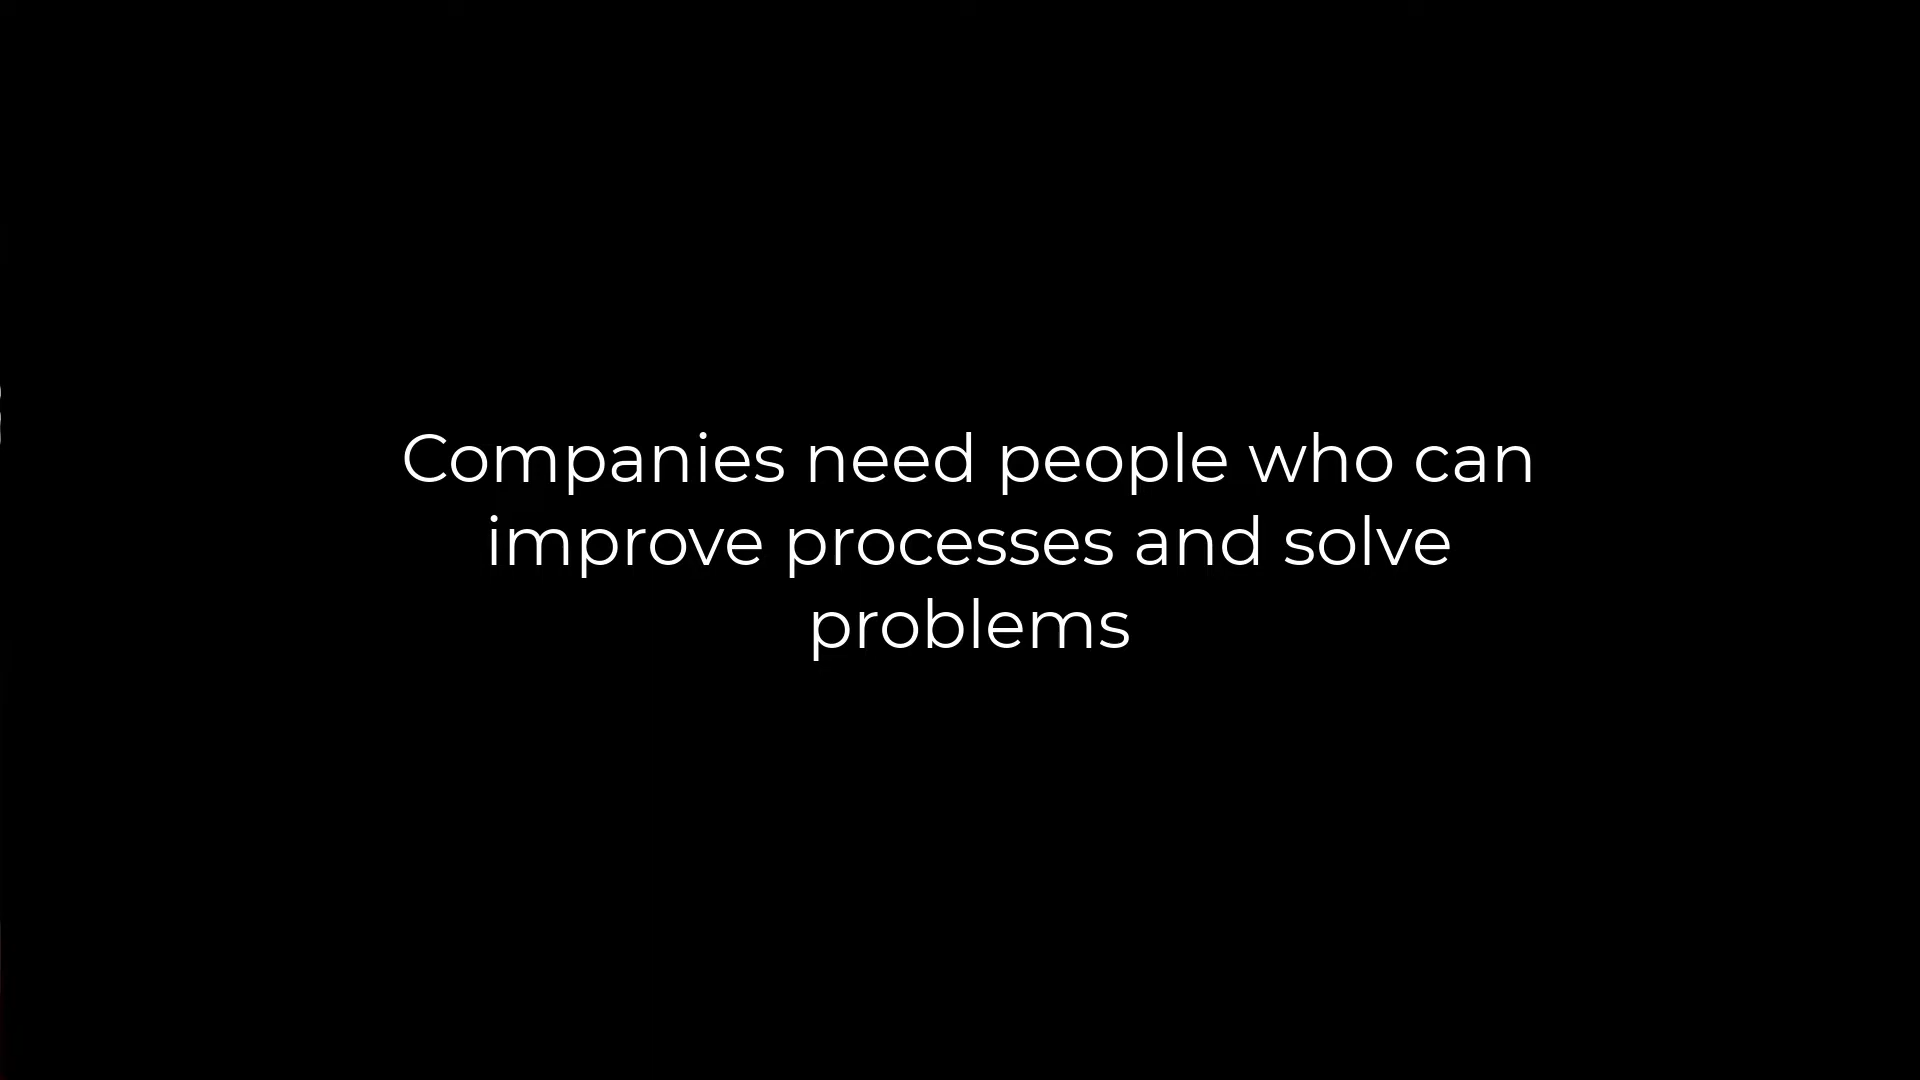 Companies need people who can
improve processes and solve
problems